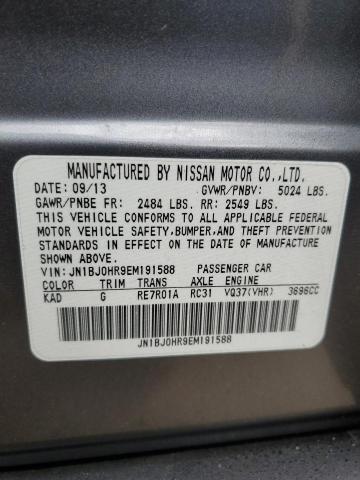 MANUFACTURED BY NISSAN MOTOR CO.,LTD.
DATE: 09/13 GVWR/PNBV: 5024 LBS.
GAWR/PNBE FR: 2484 LBS. RR: 2549 LBS.
THIS VEHICLE CONFORMS TO ALL APPLICABLE FEDERAL
MOTOR VEHICLE SAFETY, BUMPER, AND THEFT PREVENTION
STANDARDS IN EFFECT ON THE DATE OF MANUFACTURE
SHOWN ABOVE.
VIN: JN1BJ0HR9EM191588 PASSENGER CAR
COLOR TRIM TRANS AXLE ENGINE
KAD G RE7R01A RC31 VQ37(VHR) 3696CC
JN1BJ0HR9EM191588